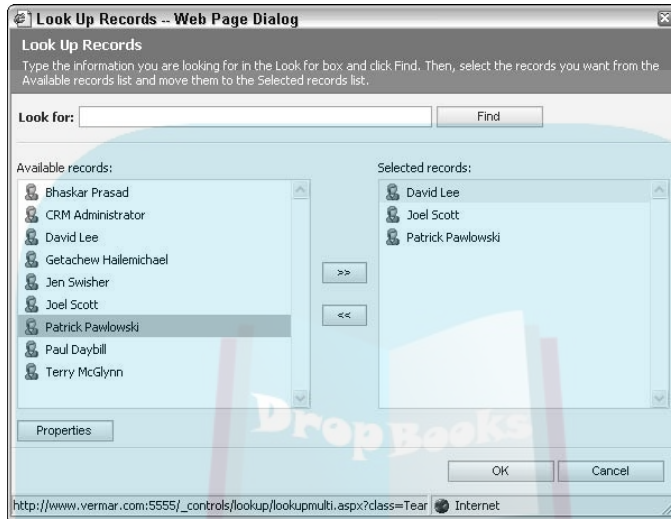 Look Up Records -- Web Page Dialog
Look Up Records
Type the information you are looking for in the Look for box and click Find. Then, select the records you want from the
Available records list and move them to the Selected records list.
Look for:
Find
Available records:
Bhaskar Prasad
CRM Administrator
David Lee
Getachew Hailemichael
Jen Swisher
Joel Scott
Patrick Pawlowski
Paul Daybill
Terry McGlynn
>>
<<
Selected records:
David Lee
Joel Scott
Patrick Pawlowski
Properties
DropBooks
OK
Cancel
http://www.vermar.com:5555/_controls/lookup/lookupmulti.aspx?class=Tear
Internet